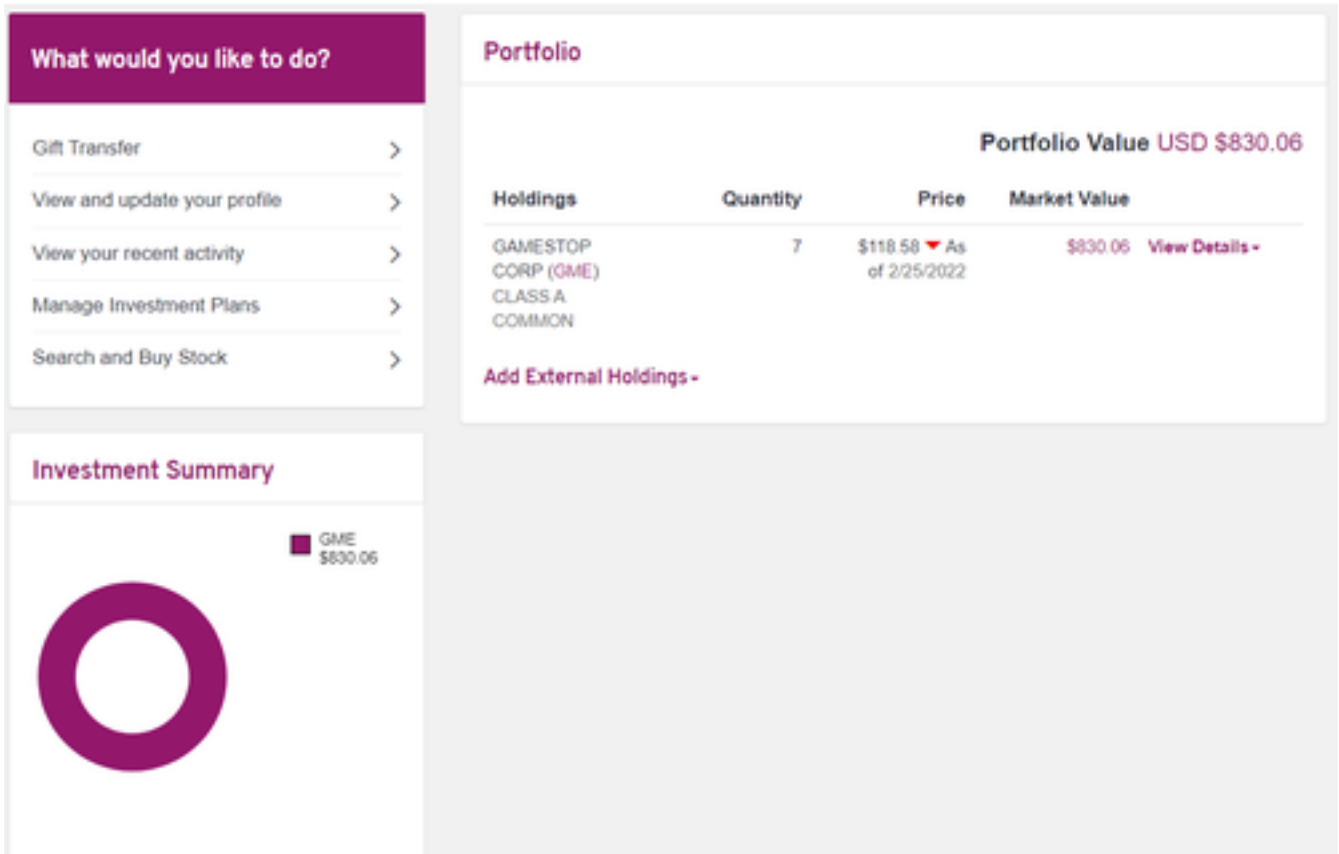 What would you like to do?
Gift Transfer
View and update your profile
View your recent activity
Manage Investment Plans
Search and Buy Stock
Investment Summary
GME
$830.06
Portfolio
Portfolio Value USD $830.06
Holdings Quantity Price Market Value
GAMESTOP 7 $118.58 As $830.06 View Details
CORP (GME) of 2/25/2022
CLASS A
COMMON
Add External Holdings